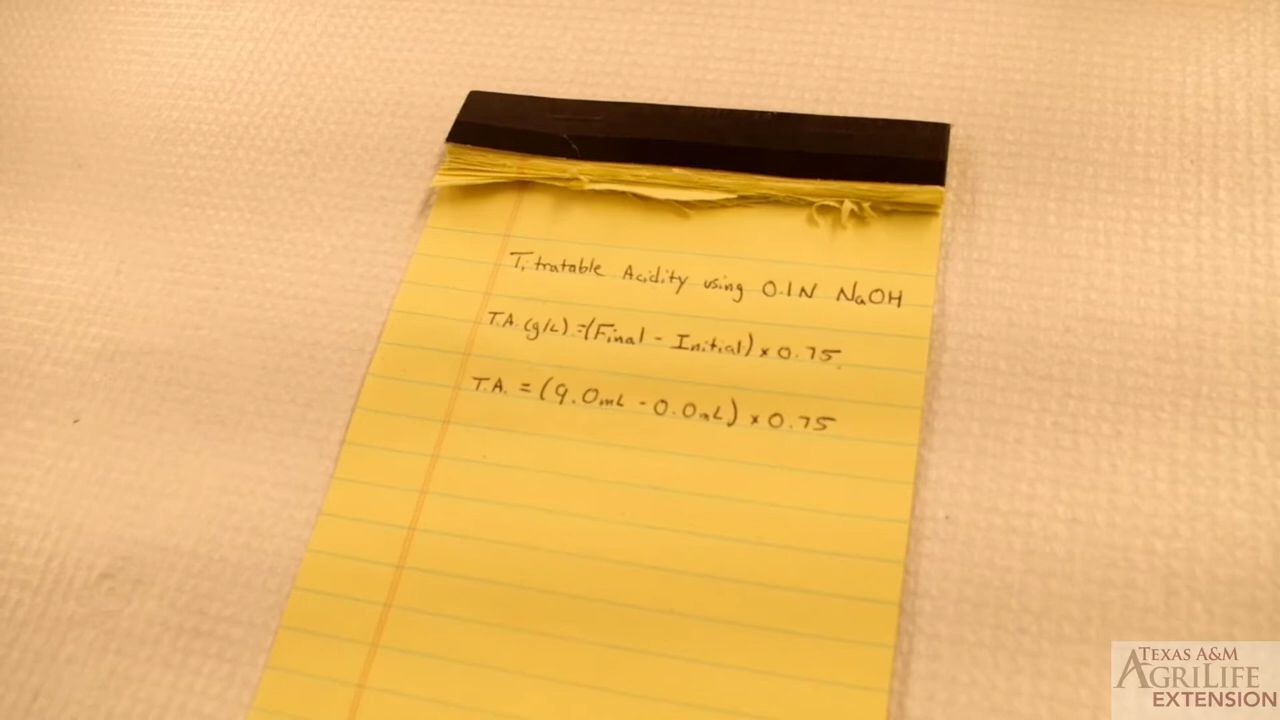 Titratable Acidity using 0.1N NaOH
T.A. (g/L) = (Final - Initial) x 0.75
T.A. = (9.0mL - 0.0mL) x 0.75
TEXAS A&M
AGRILIFE
EXTENSION